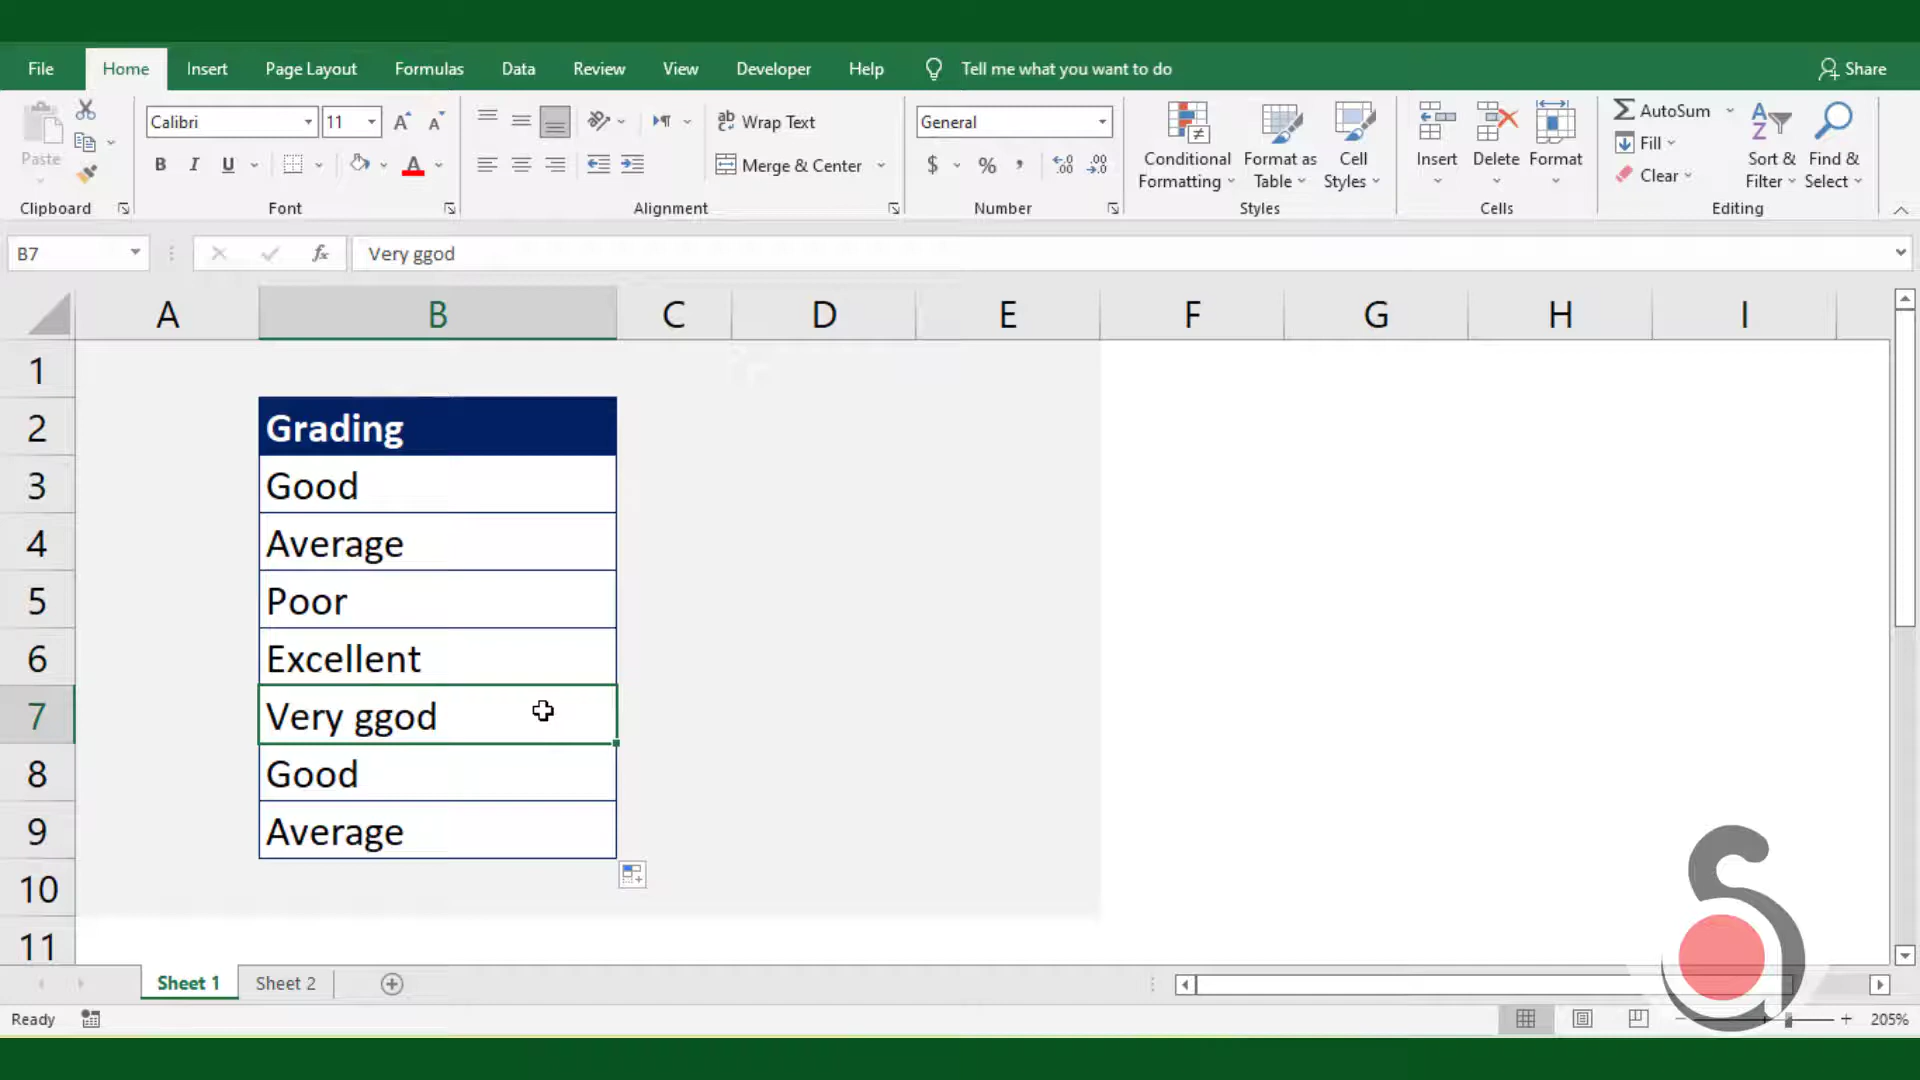 File Home Insert Page Layout Formulas Data Review View Developer Help Tell me what you want to do Share
Paste
Clipboard
Calibri 11
B I U A
Font
Wrap Text
Merge & Center
Alignment
General
$ % ,
Number
Conditional Formatting
Format as Table
Cell Styles
Styles
Insert Delete Format
Cells
AutoSum
Fill
Clear
Sort & Filter
Find & Select
Editing
B7 fx Very ggod
A B C D E F G H I
1
2 Grading
3 Good
4 Average
5 Poor
6 Excellent
7 Very ggod
8 Good
9 Average
10
11
Sheet 1 Sheet 2
Ready 205%